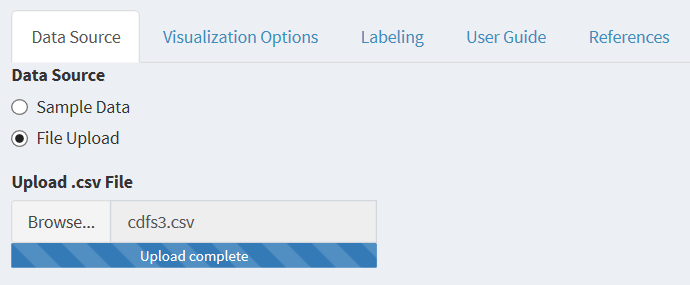 Data Source Visualization Options Labeling User Guide References
Data Source
Sample Data
File Upload
Upload .csv File
Browse... cdfs3.csv
Upload complete